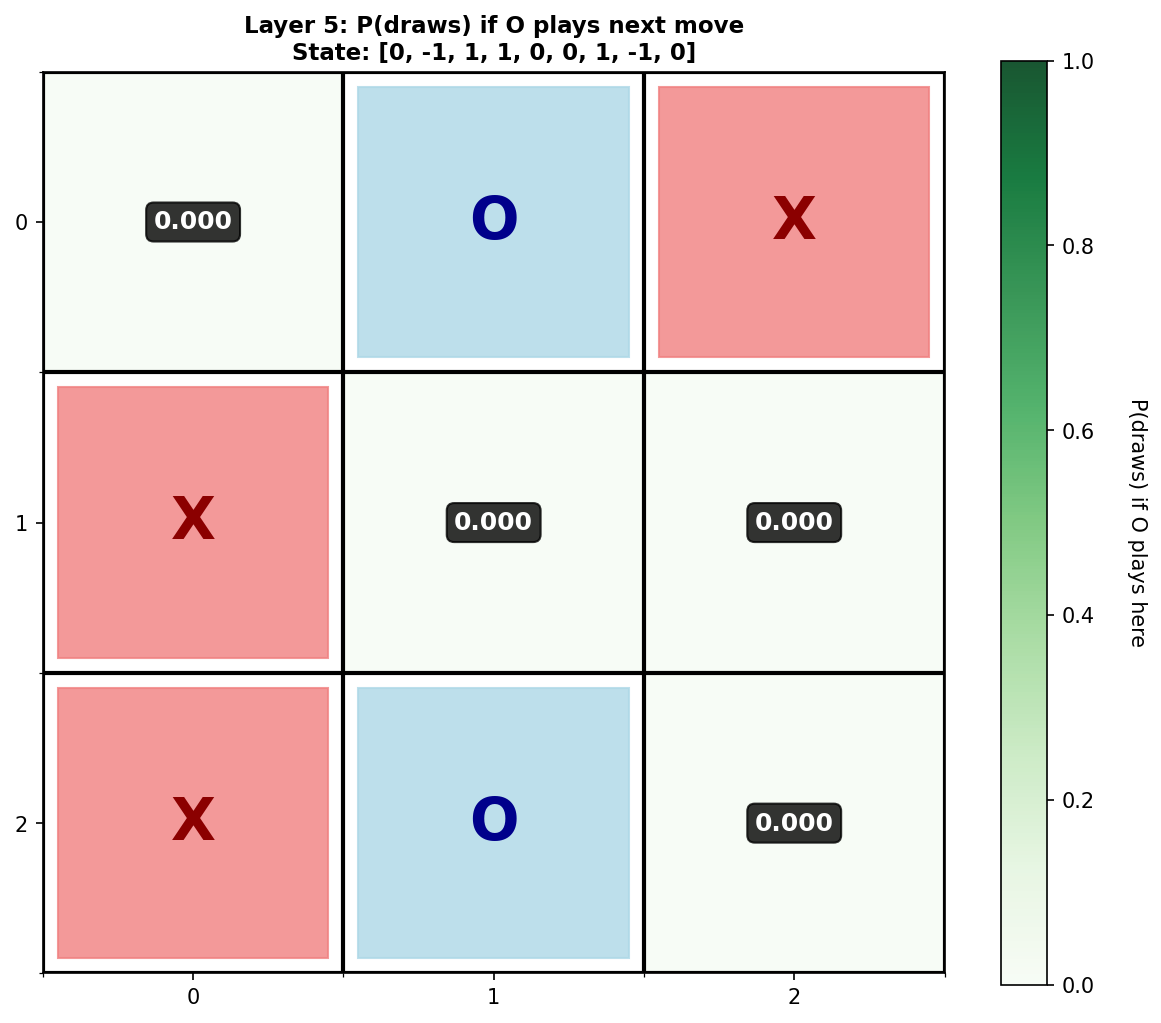 Layer 5: P(draws) if O plays next move
State: [0, -1, 1, 1, 0, 0, 1, -1, 0]
0
0.000
O
X
1
X
0.000
0.000
2
X
O
0.000
0
1
2
1.0
0.8
0.6
0.4
0.2
0.0
P(draws) if O plays here